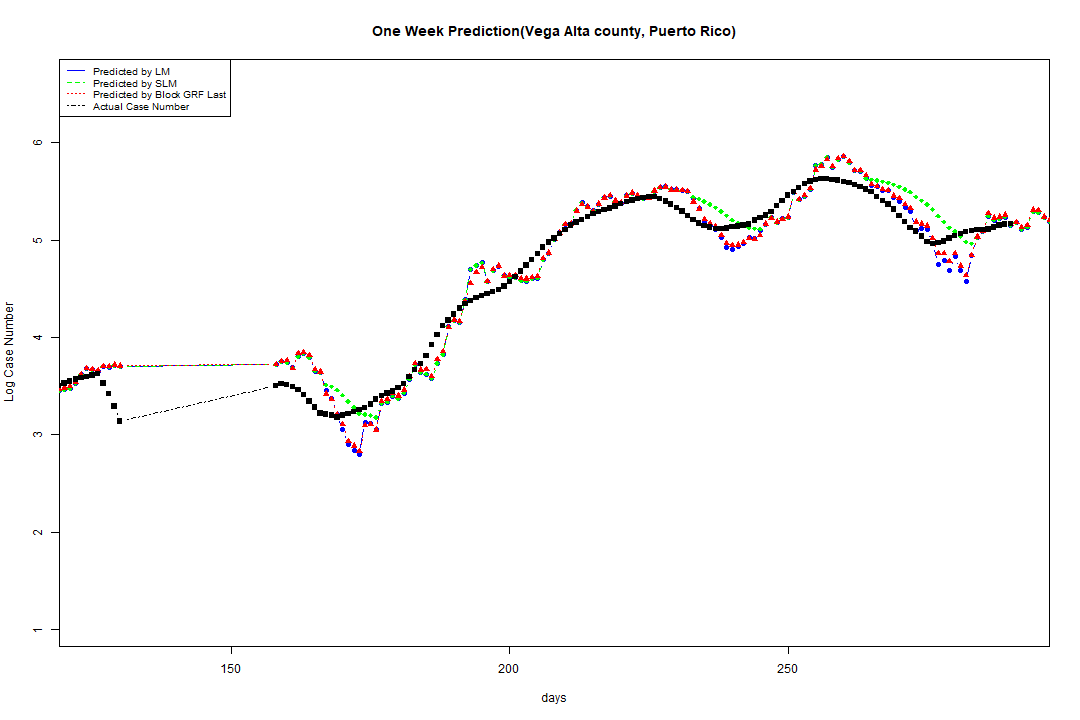 One Week Prediction(Vega Alta county, Puerto Rico)
Predicted by LM
Predicted by SLM
Predicted by Block GRF Last
Actual Case Number
6
5
4
3
2
1
Log Case Number
150 200 250
days